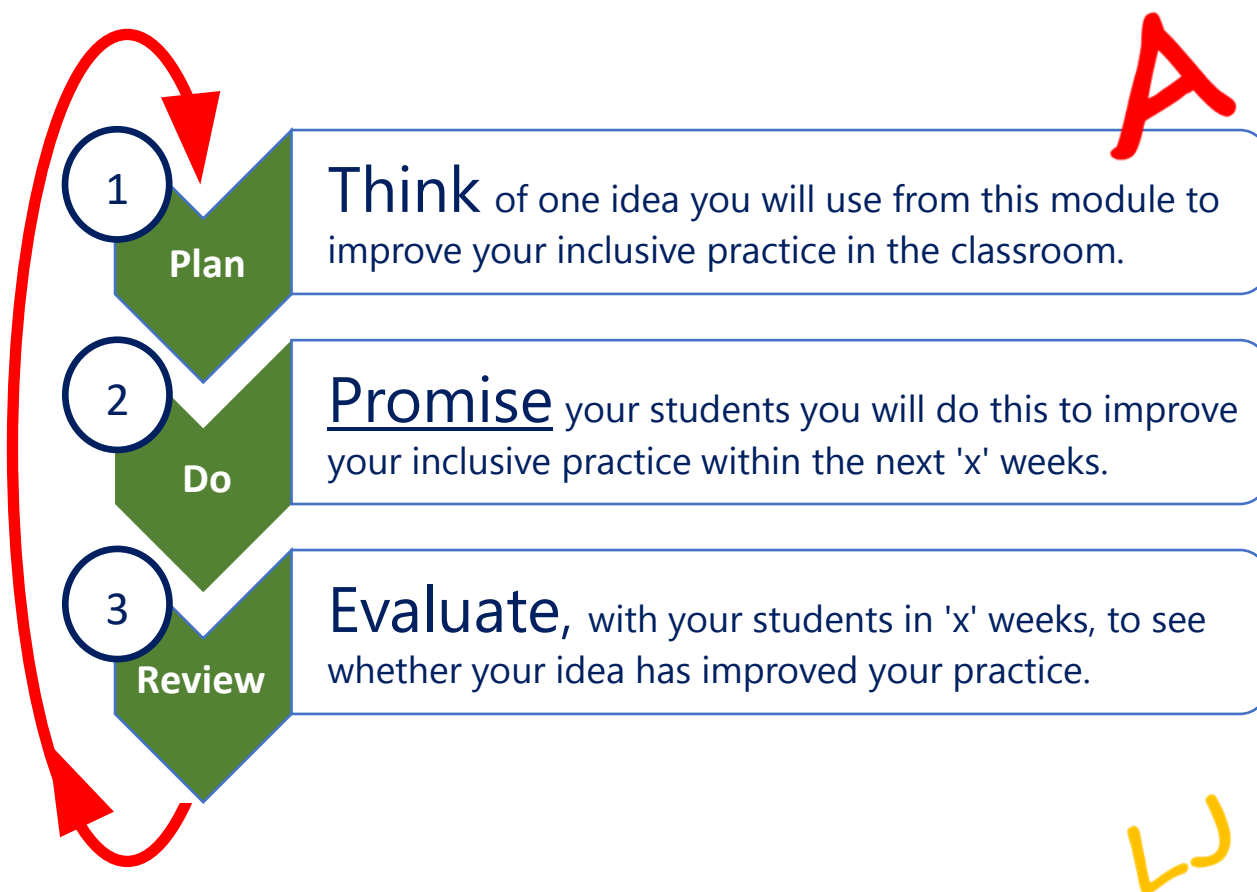 A
1
Plan
Think of one idea you will use from this module to
improve your inclusive practice in the classroom.
2
Do
Promise your students you will do this to improve
your inclusive practice within the next 'x' weeks.
3
Review
Evaluate, with your students in 'x' weeks, to see
whether your idea has improved your practice.